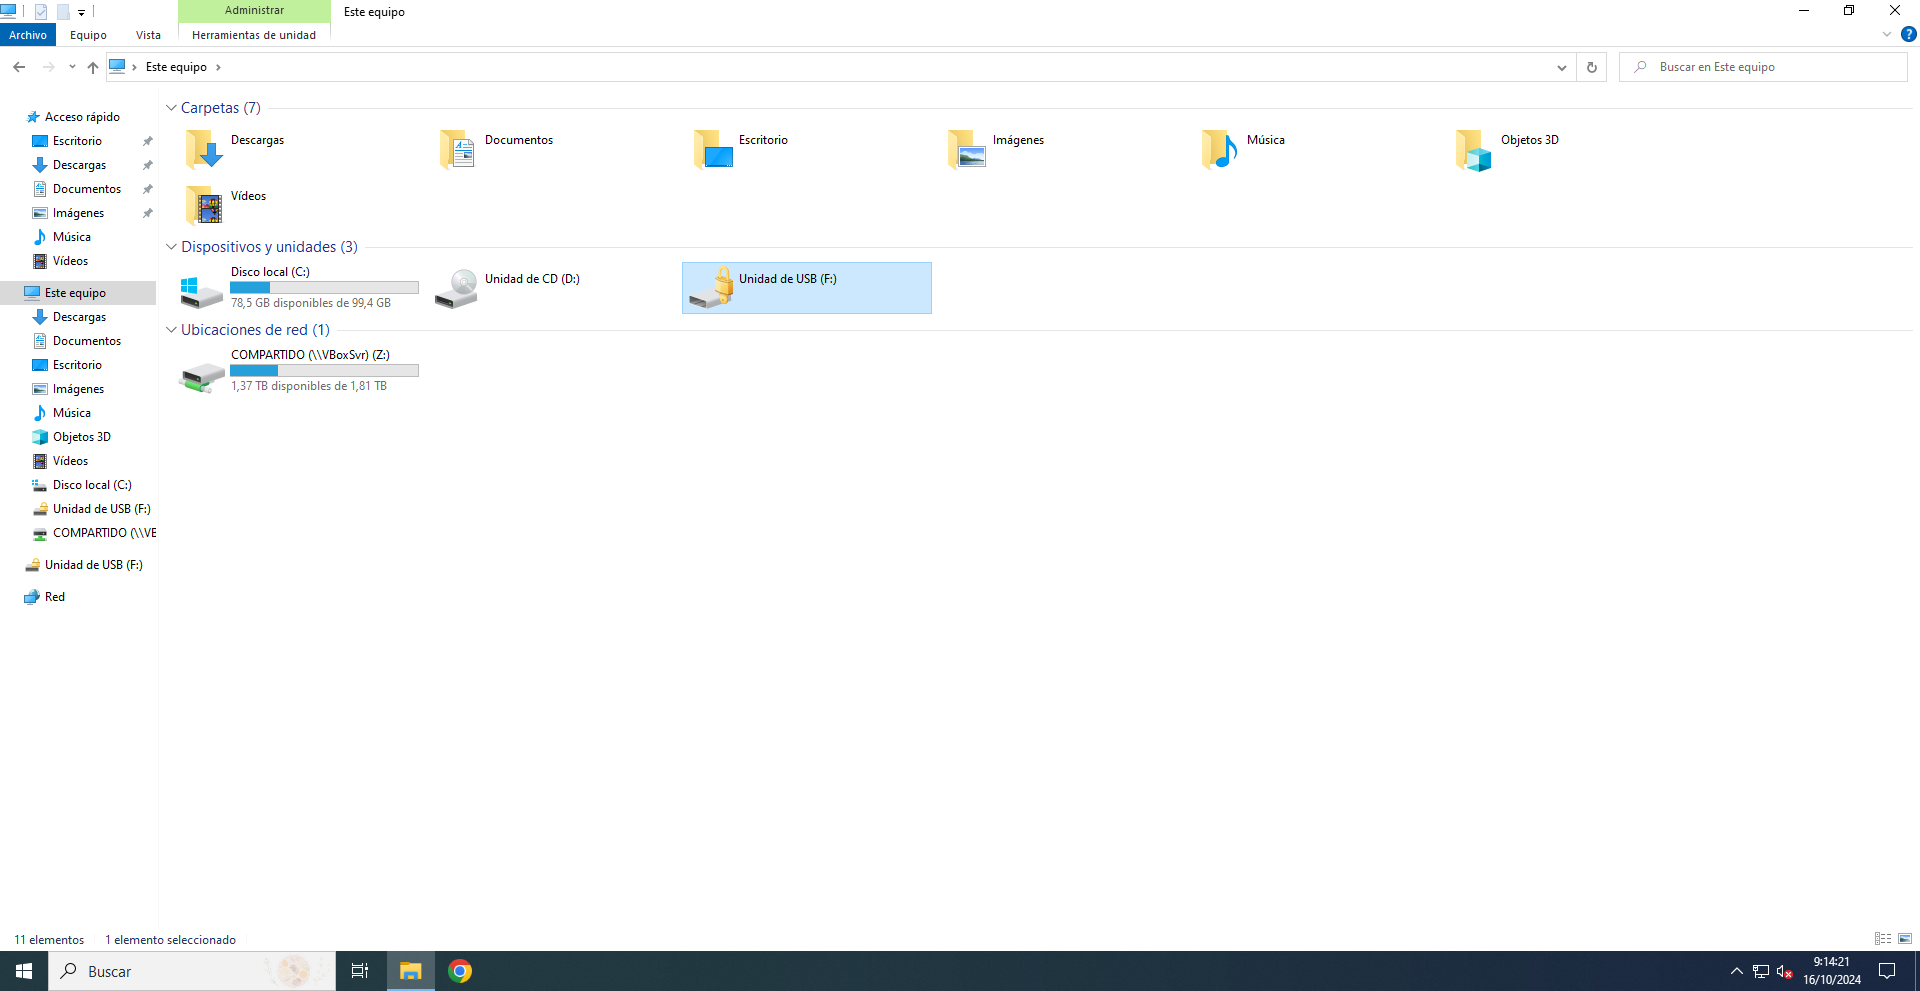 Administrar
Este equipo
Archivo
Equipo
Vista
Herramientas de unidad
Este equipo
Buscar en Este equipo
Acceso rápido
Escritorio
Descargas
Documentos
Imágenes
Música
Vídeos
Este equipo
Descargas
Documentos
Escritorio
Imágenes
Música
Objetos 3D
Vídeos
Disco local (C:)
Unidad de USB (F:)
COMPARTIDO (\\VE
Unidad de USB (F:)
Red
Carpetas (7)
Descargas
Documentos
Escritorio
Imágenes
Música
Objetos 3D
Vídeos
Dispositivos y unidades (3)
Disco local (C:)
78,5 GB disponibles de 99,4 GB
Unidad de CD (D:)
Unidad de USB (F:)
Ubicaciones de red (1)
COMPARTIDO (\\VBoxSvr) (Z:)
1,37 TB disponibles de 1,81 TB
11 elementos
1 elemento seleccionado
Buscar
9:14:21
16/10/2024